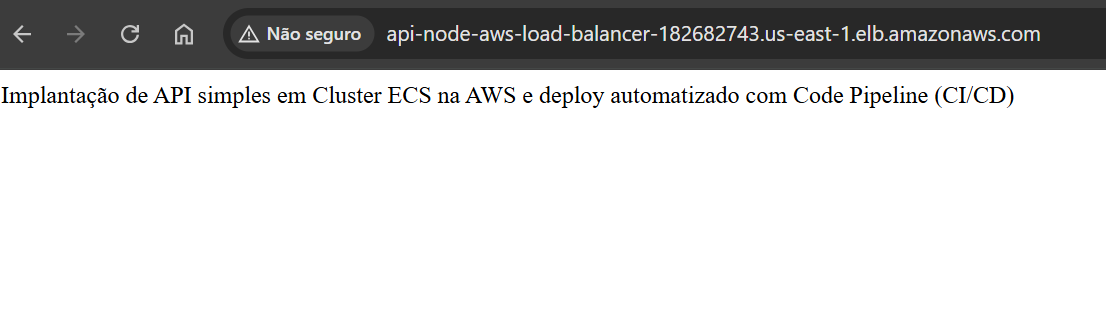 Não seguro api-node-aws-load-balancer-182682743.us-east-1.elb.amazonaws.com
Implantação de API simples em Cluster ECS na AWS e deploy automatizado com Code Pipeline (CI/CD)